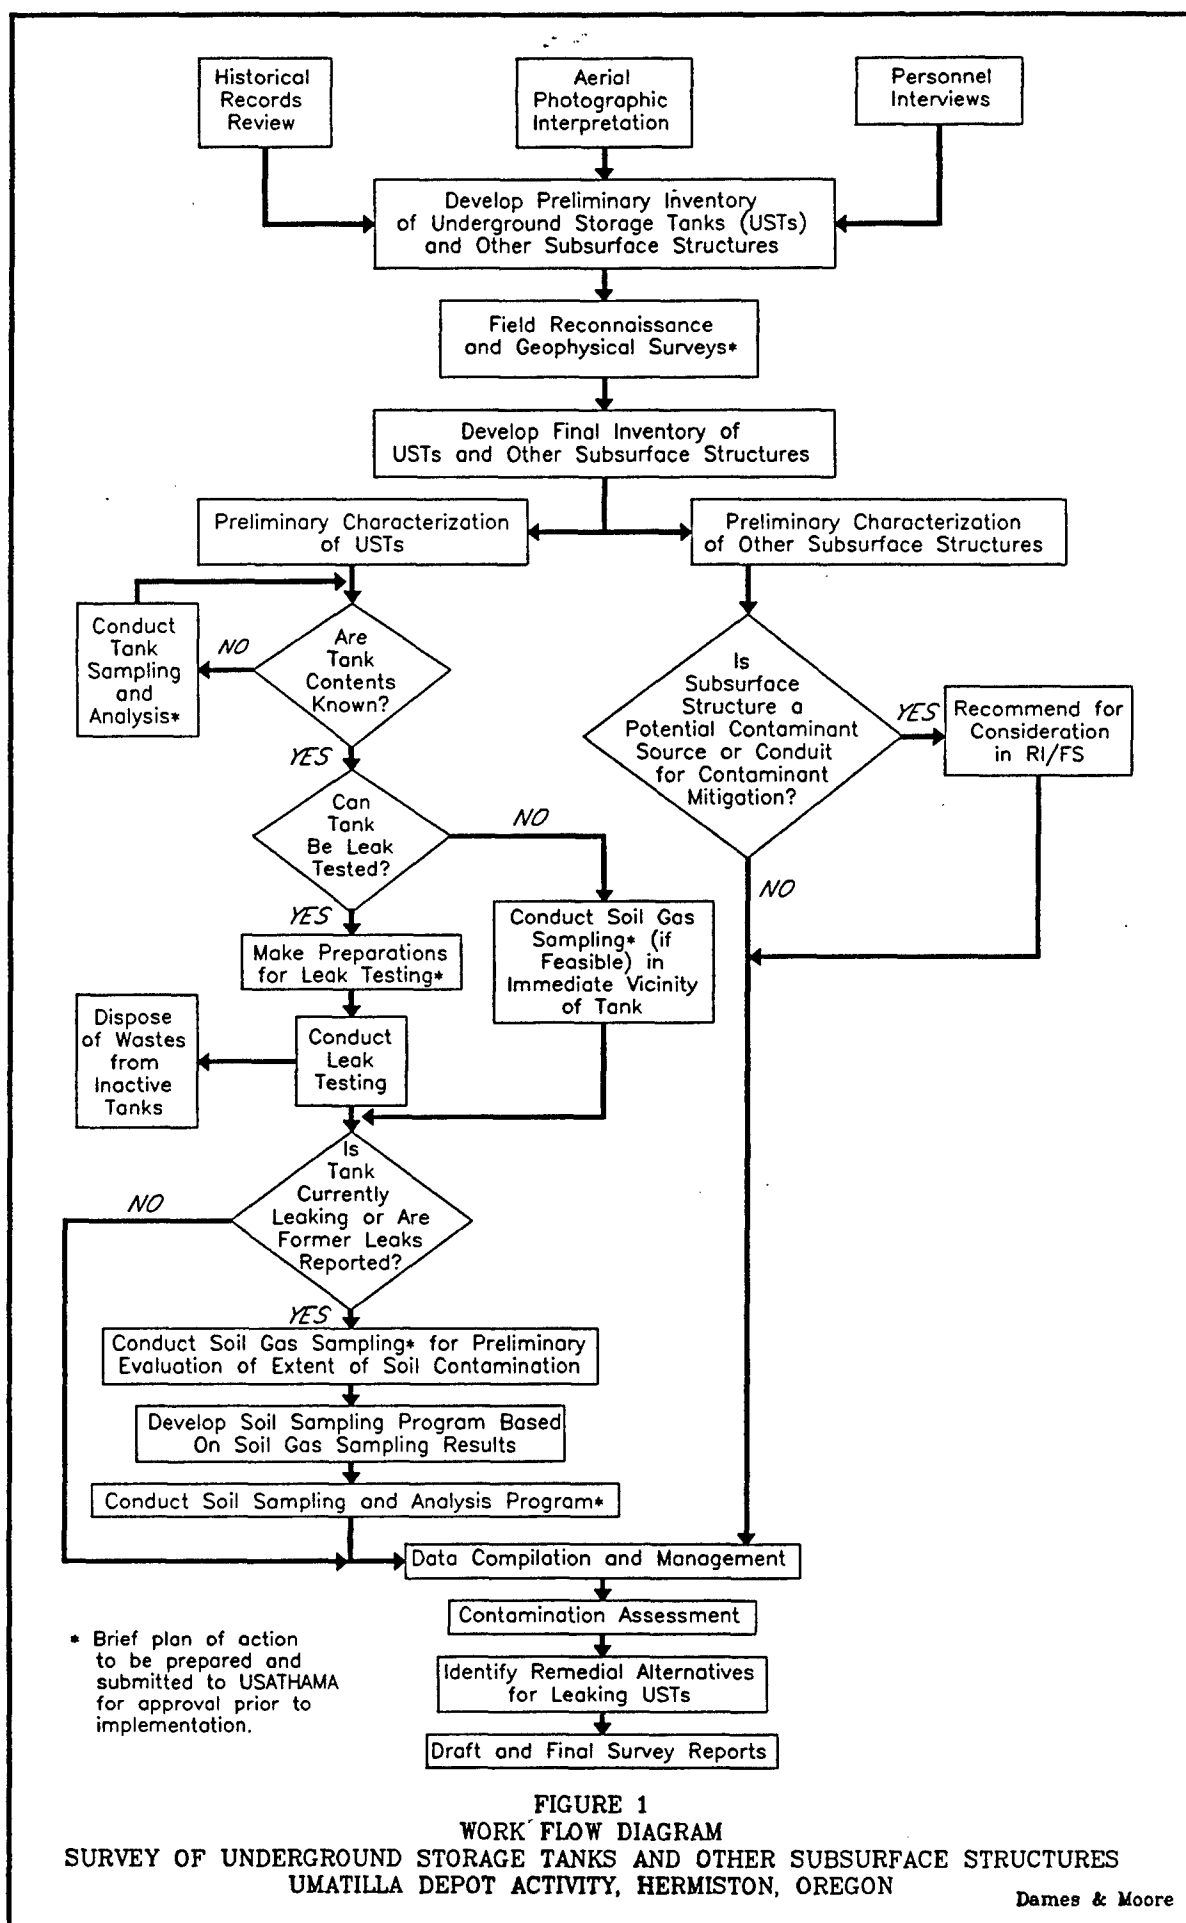 Historical
Records
Review
Aerial
Photographic
Interpretation
Personnel
Interviews
Develop Preliminary Inventory
of Underground Storage Tanks (USTs)
and Other Subsurface Structures
Field Reconnaissance
and Geophysical Surveys*
Develop Final Inventory of
USTs and Other Subsurface Structures
Preliminary Characterization
of USTs
Preliminary Characterization
of Other Subsurface Structures
Conduct
Tank
Sampling
and
Analysis*
NO
Are
Tank
Contents
Known?
YES
Is
Subsurface
Structure a
Potential Contaminant
Source or Conduit
for Contaminant
Mitigation?
YES
Recommend for
Consideration
in RI/FS
NO
Can
Tank
Be Leak
Tested?
NO
YES
Conduct Soil Gas
Sampling* (if
Feasible) in
Immediate Vicinity
of Tank
Make Preparations
for Leak Testing*
Dispose
of Wastes
from
Inactive
Tanks
Conduct
Leak
Testing
Is
Tank
Currently
Leaking or Are
Former Leaks
Reported?
NO
YES
Conduct Soil Gas Sampling* for Preliminary
Evaluation of Extent of Soil Contamination
Develop Soil Sampling Program Based
On Soil Gas Sampling Results
Conduct Soil Sampling and Analysis Program*
Data Compilation and Management
Contamination Assessment
Identify Remedial Alternatives
for Leaking USTs
Draft and Final Survey Reports
* Brief plan of action
to be prepared and
submitted to USATHAMA
for approval prior to
implementation.
FIGURE 1
WORK FLOW DIAGRAM
SURVEY OF UNDERGROUND STORAGE TANKS AND OTHER SUBSURFACE STRUCTURES
UMATILLA DEPOT ACTIVITY, HERMISTON, OREGON
Dames & Moore